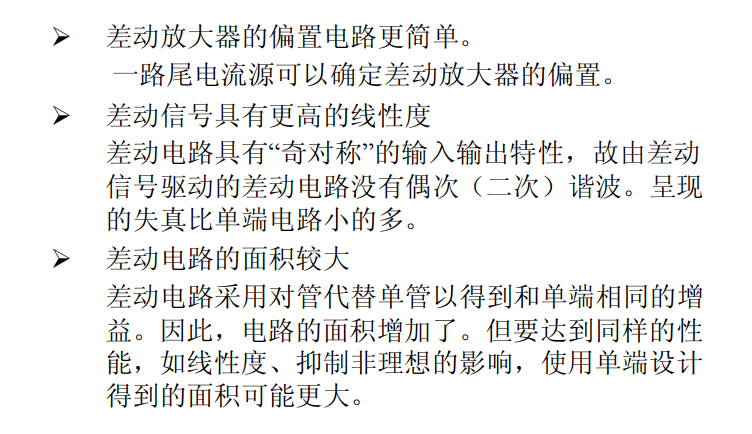 ➢ 差动放大器的偏置电路更简单。
一路尾电流源可以确定差动放大器的偏置。
➢ 差动信号具有更高的线性度
差动电路具有“奇对称”的输入输出特性，故由差动
信号驱动的差动电路没有偶次（二次）谐波。呈现
的失真比单端电路小的多。
➢ 差动电路的面积较大
差动电路采用对管代替单管以得到和单端相同的增
益。因此，电路的面积增加了。但要达到同样的性
能，如线性度、抑制非理想的影响，使用单端设计
得到的面积可能更大。